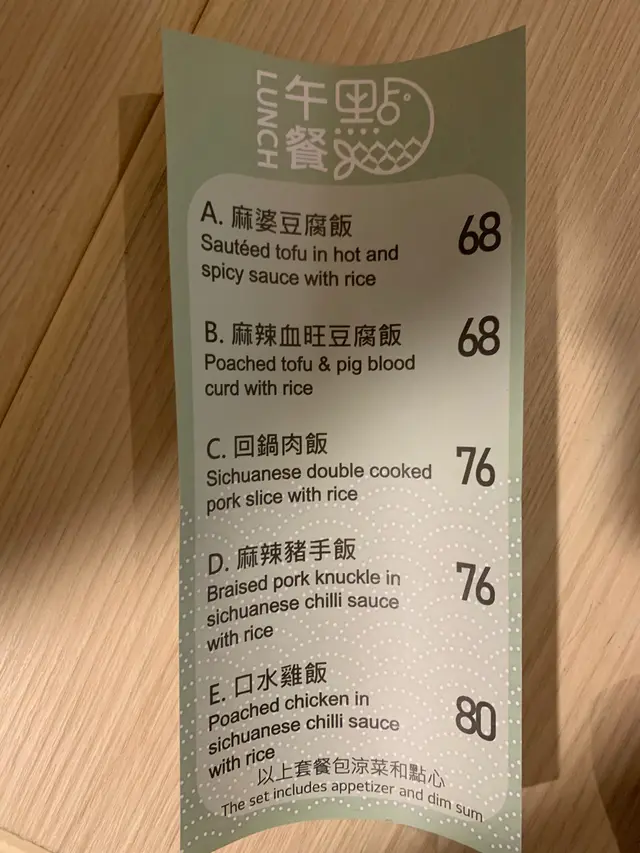 LUNCH
午點
餐
A. 麻婆豆腐飯 68
Sautéed tofu in hot and
spicy sauce with rice
B. 麻辣血旺豆腐飯 68
Poached tofu & pig blood
curd with rice
C. 回鍋肉飯 76
Sichuanese double cooked
pork slice with rice
D. 麻辣豬手飯 76
Braised pork knuckle in
sichuanese chilli sauce
with rice
E. 口水雞飯 80
Poached chicken in
sichuanese chilli sauce
with rice
以上套餐包涼菜和點心
The set includes appetizer and dim sum